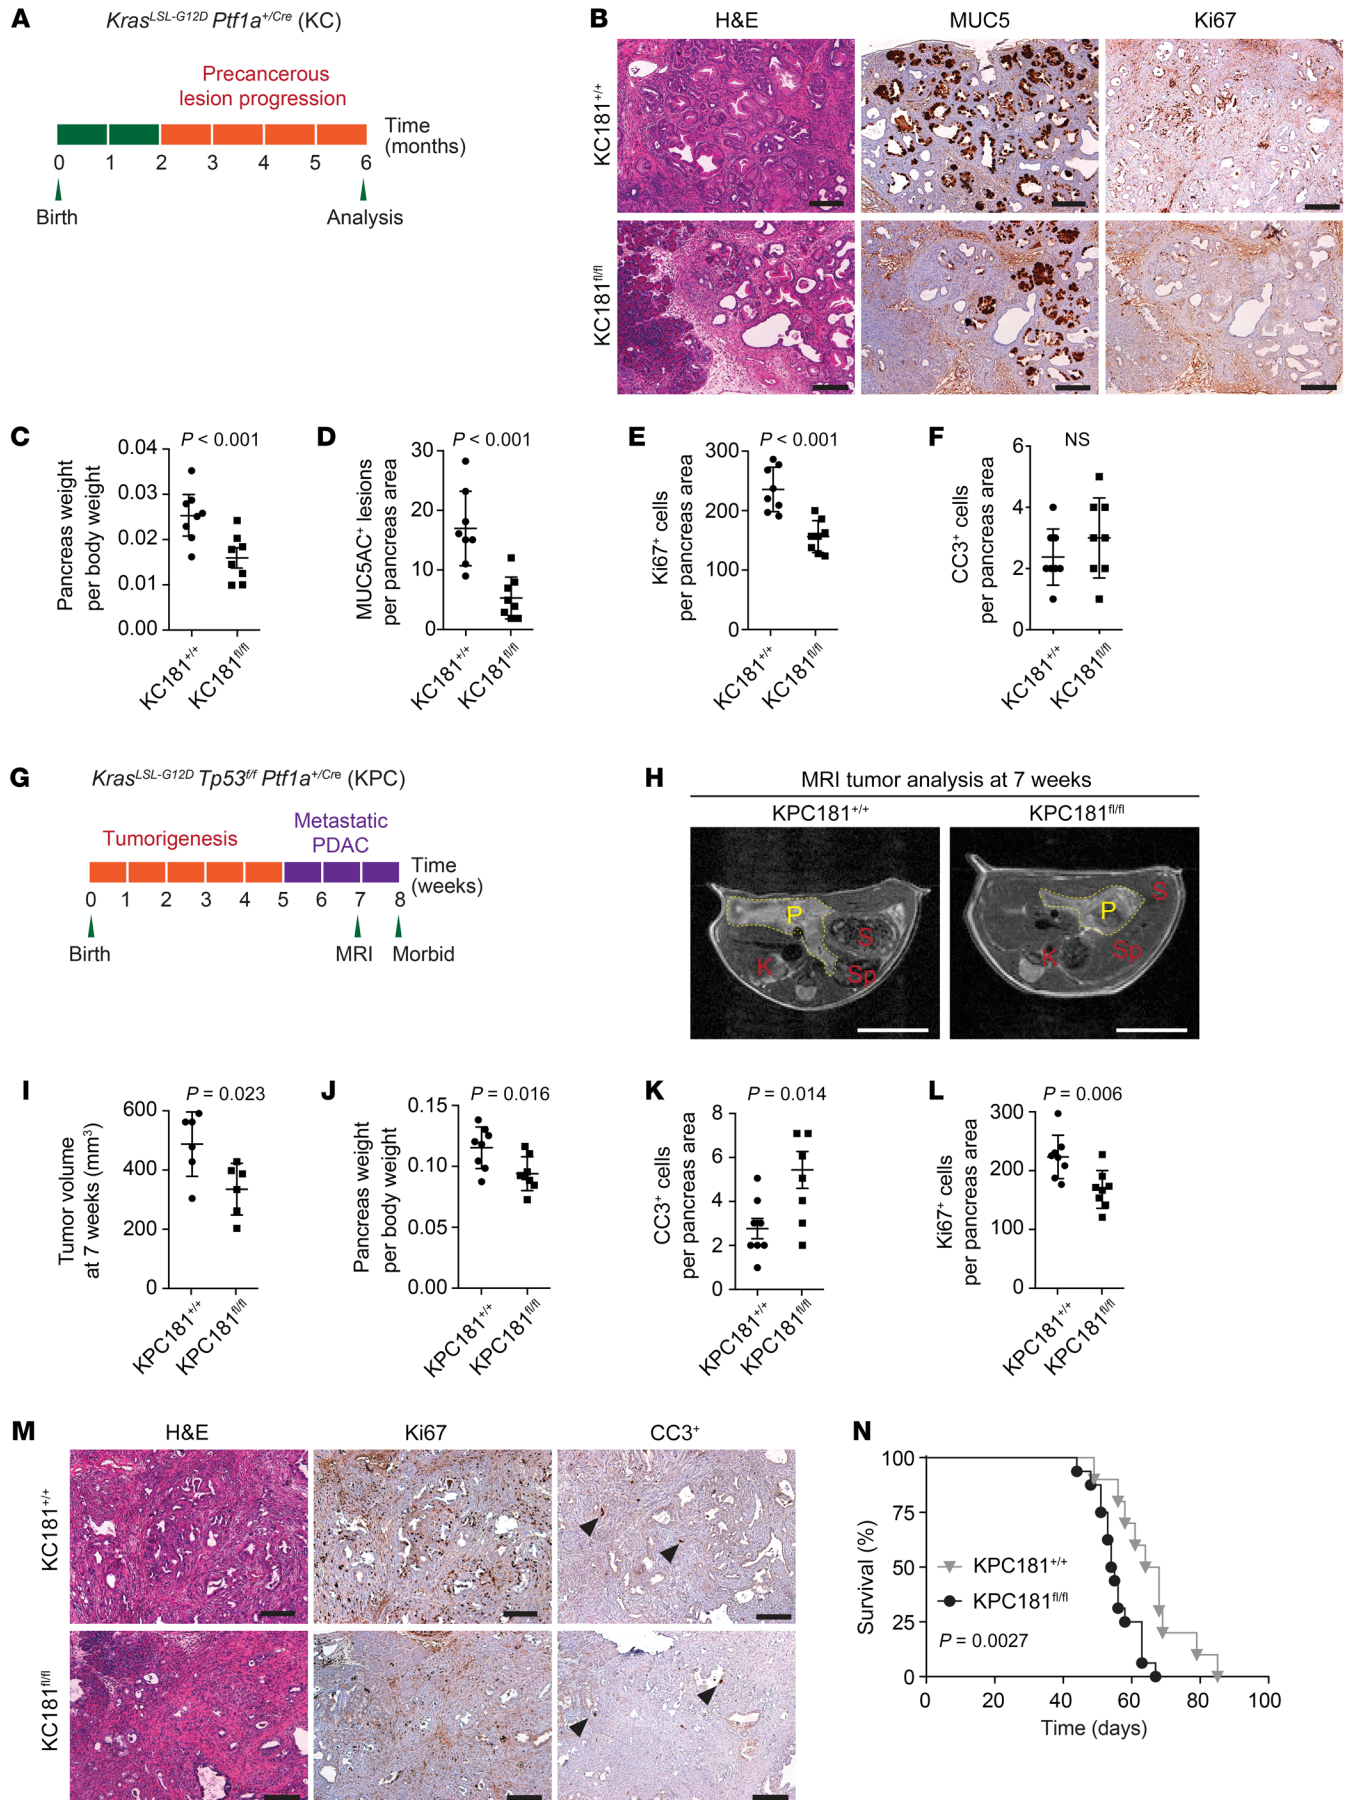 A
Kras^LSL-G12D Ptf1a^+/Cre (KC)
Precancerous
lesion progression
Time
(months)
0 1 2 3 4 5 6
Birth
Analysis
B
H&E MUC5 Ki67
KC181^+/+
KC181^fl/fl
C
P < 0.001
Pancreas weight
per body weight
0.04
0.03
0.02
0.01
0.00
KC181^+/+
KC181^fl/fl
D
P < 0.001
MUC5AC^+ lesions
per pancreas area
30
20
10
0
KC181^+/+
KC181^fl/fl
E
P < 0.001
Ki67^+ cells
per pancreas area
300
200
100
0
KC181^+/+
KC181^fl/fl
F
NS
CC3^+ cells
per pancreas area
6
4
2
0
KC181^+/+
KC181^fl/fl
G
Kras^LSL-G12D Tp53^f/f Ptf1a^+/Cre (KPC)
Tumorigenesis
Metastatic
PDAC
Time
(weeks)
0 1 2 3 4 5 6 7 8
Birth
MRI
Morbid
H
MRI tumor analysis at 7 weeks
KPC181^+/+
KPC181^fl/fl
P
S
K
Sp
P
S
K
Sp
I
P = 0.023
Tumor volume
at 7 weeks (mm^3)
600
400
200
0
KPC181^+/+
KPC181^fl/fl
J
P = 0.016
Pancreas weight
per body weight
0.15
0.10
0.05
0.00
KPC181^+/+
KPC181^fl/fl
K
P = 0.014
CC3^+ cells
per pancreas area
8
6
4
2
0
KPC181^+/+
KPC181^fl/fl
L
P = 0.006
Ki67^+ cells
per pancreas area
300
200
100
0
KPC181^+/+
KPC181^fl/fl
M
H&E Ki67 CC3^+
KC181^+/+
KC181^fl/fl
N
Survival (%)
100
75
50
25
0
KPC181^+/+
KPC181^fl/fl
P = 0.0027
0 20 40 60 80 100
Time (days)